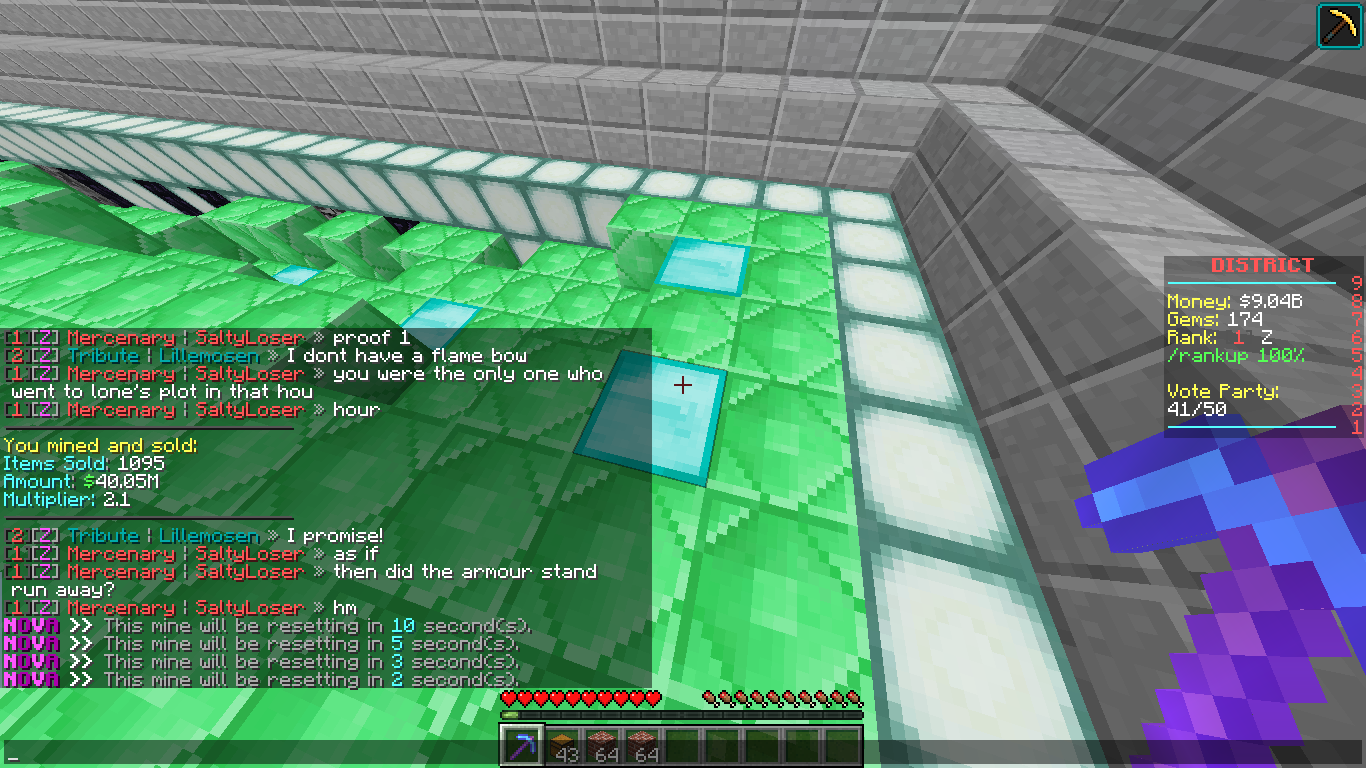 [1][Z] Mercenary | SaltyLoser » proof 1
[2] Tribute | Lillemosen » I dont have a flame bow
[1][Z] Mercenary | SaltyLoser » you were the only one who
went to lone's plot in that hou
[1][Z] Mercenary | SaltyLoser » hour
You mined and sold:
Items Sold: 1095
Amount: $40.05M
Multiplier: 2.1
[2][Z] Tribute | Lillemosen » I promise!
[1][Z] Mercenary | SaltyLoser » as if
[1][Z] Mercenary | SaltyLoser » then did the armour stand
run away?
[1][Z] Mercenary | SaltyLoser » hm
NOVA >> This mine will be resetting in 10 second(s).
NOVA >> This mine will be resetting in 5 second(s).
NOVA >> This mine will be resetting in 3 second(s).
NOVA >> This mine will be resetting in 2 second(s).
_
DISTRICT
9
Money: $9.04B 8
Gems: 174 7
Rank: 1 Z 6
/rankup 100% 5
4
Vote Party: 3
41/50 2
1
43 64 64